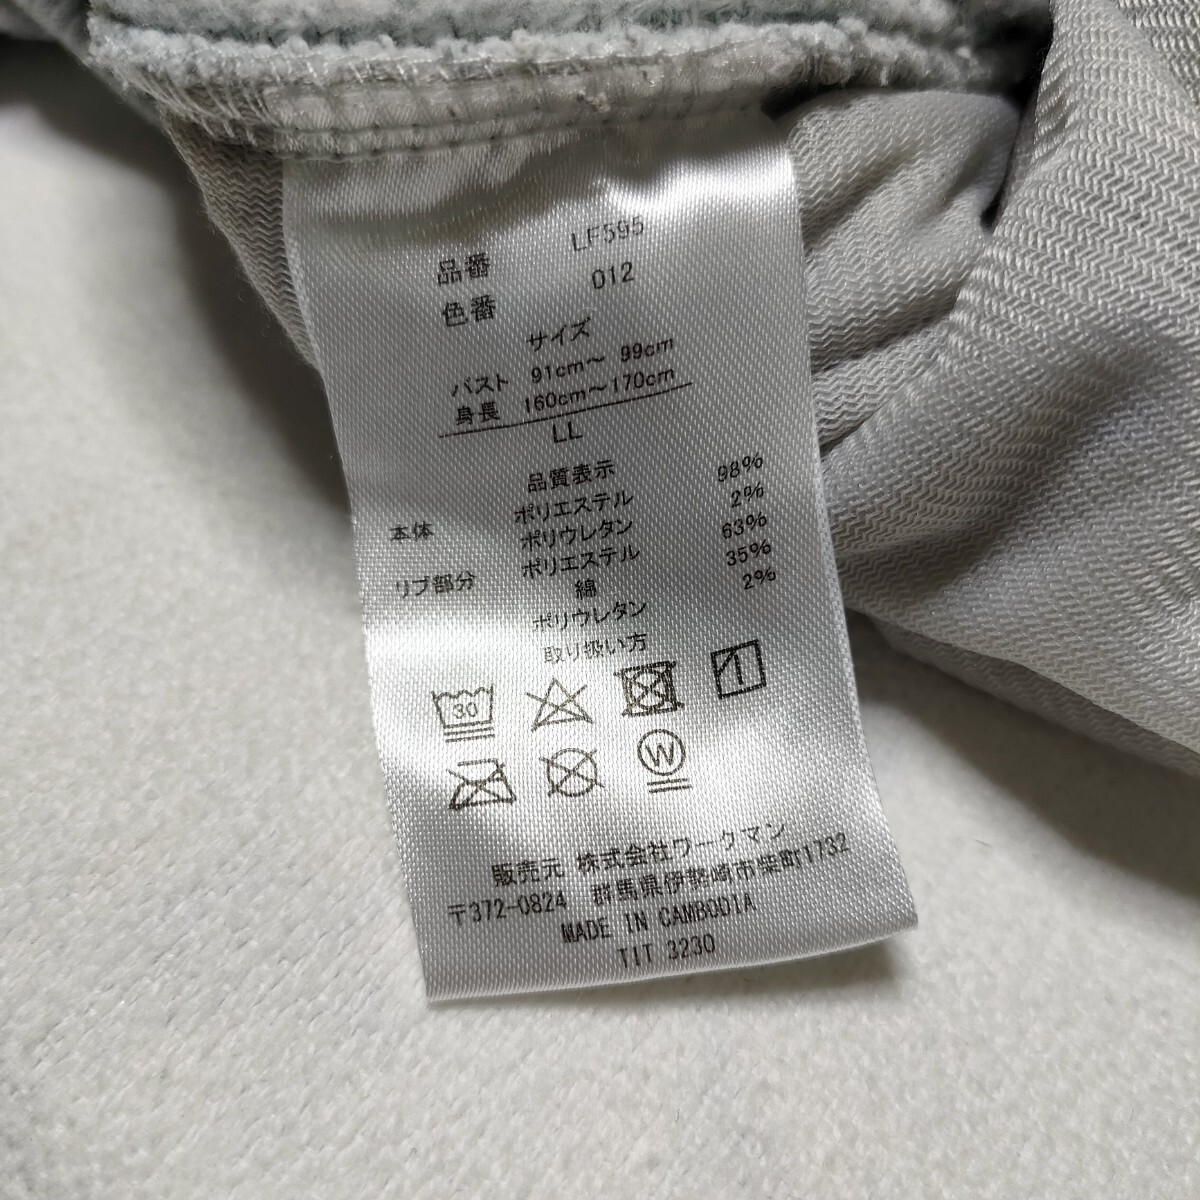 品番 LF595
色番 012
サイズ
バスト 91cm～ 99cm
身長 160cm～170cm
LL
品質表示
本体 ポリエステル 98%
ポリウレタン 2%
リブ部分 ポリエステル 63%
綿 35%
ポリウレタン 2%
取り扱い方
30
W
販売元 株式会社ワークマン
〒372-0824 群馬県伊勢崎市柴町1732
MADE IN CAMBODIA
TIT 3230